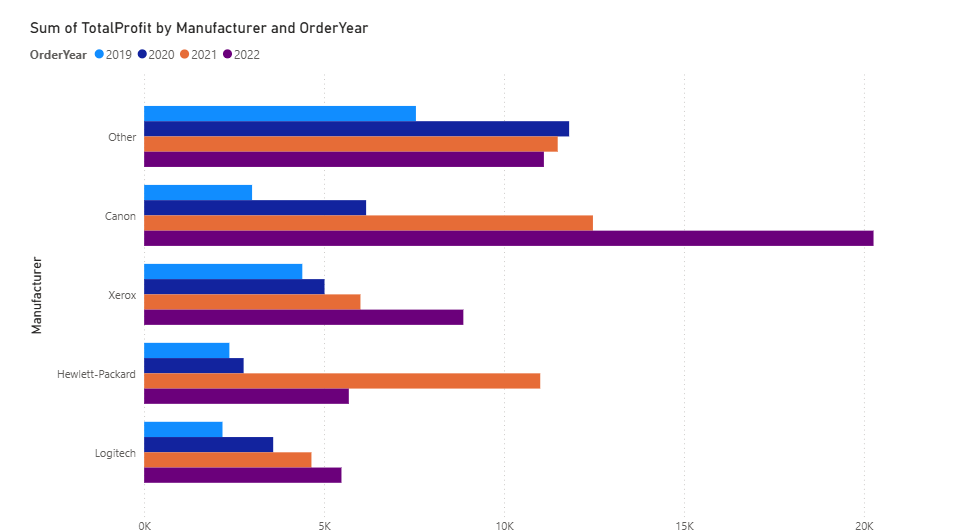 Sum of TotalProfit by Manufacturer and OrderYear
OrderYear 2019 2020 2021 2022
Other
Canon
Xerox
Hewlett-Packard
Logitech
Manufacturer
0K 5K 10K 15K 20K